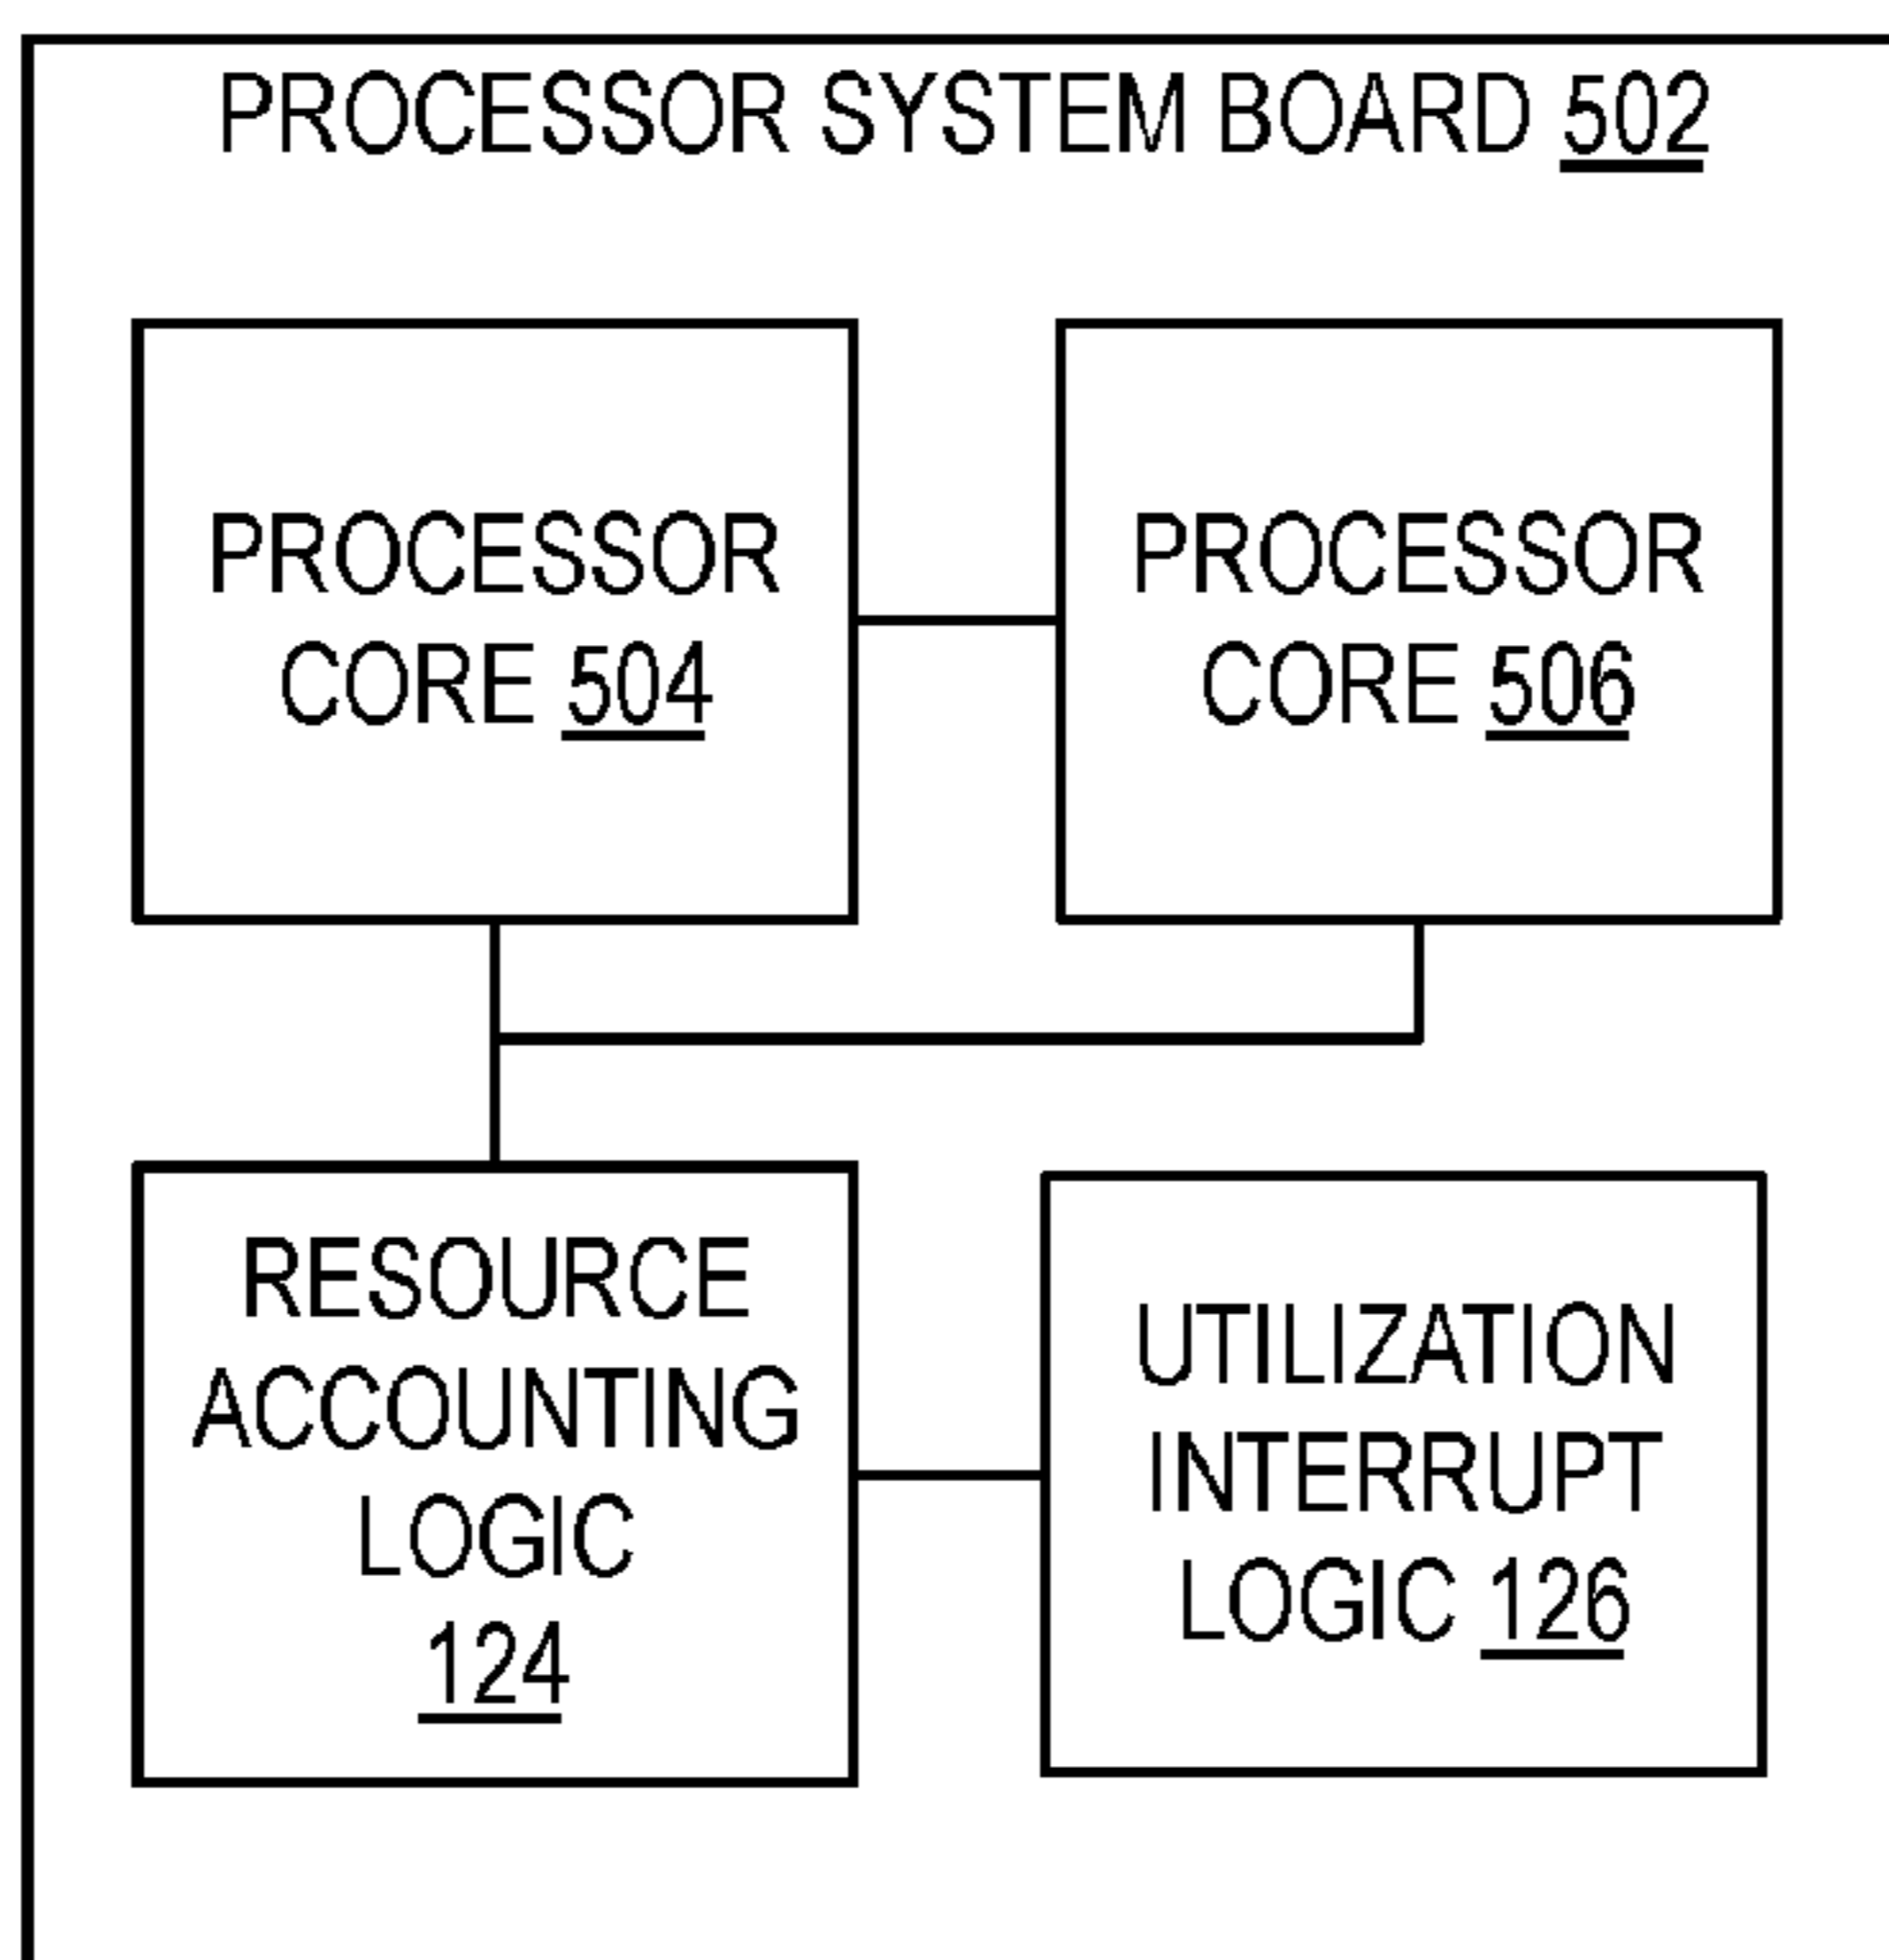 PROCESSOR SYSTEM BOARD 502
PROCESSOR
CORE 504
PROCESSOR
CORE 506
RESOURCE
ACCOUNTING
LOGIC
124
UTILIZATION
INTERRUPT
LOGIC 126